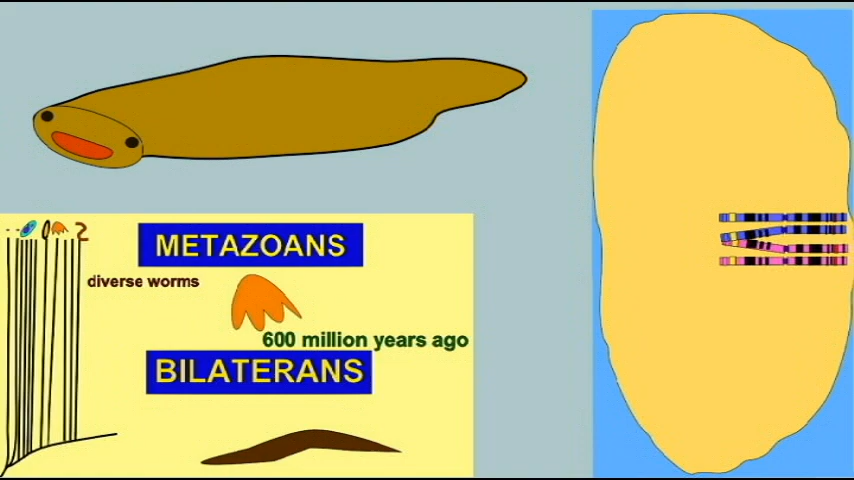 METAZOANS
diverse worms
600 million years ago
BILATERANS